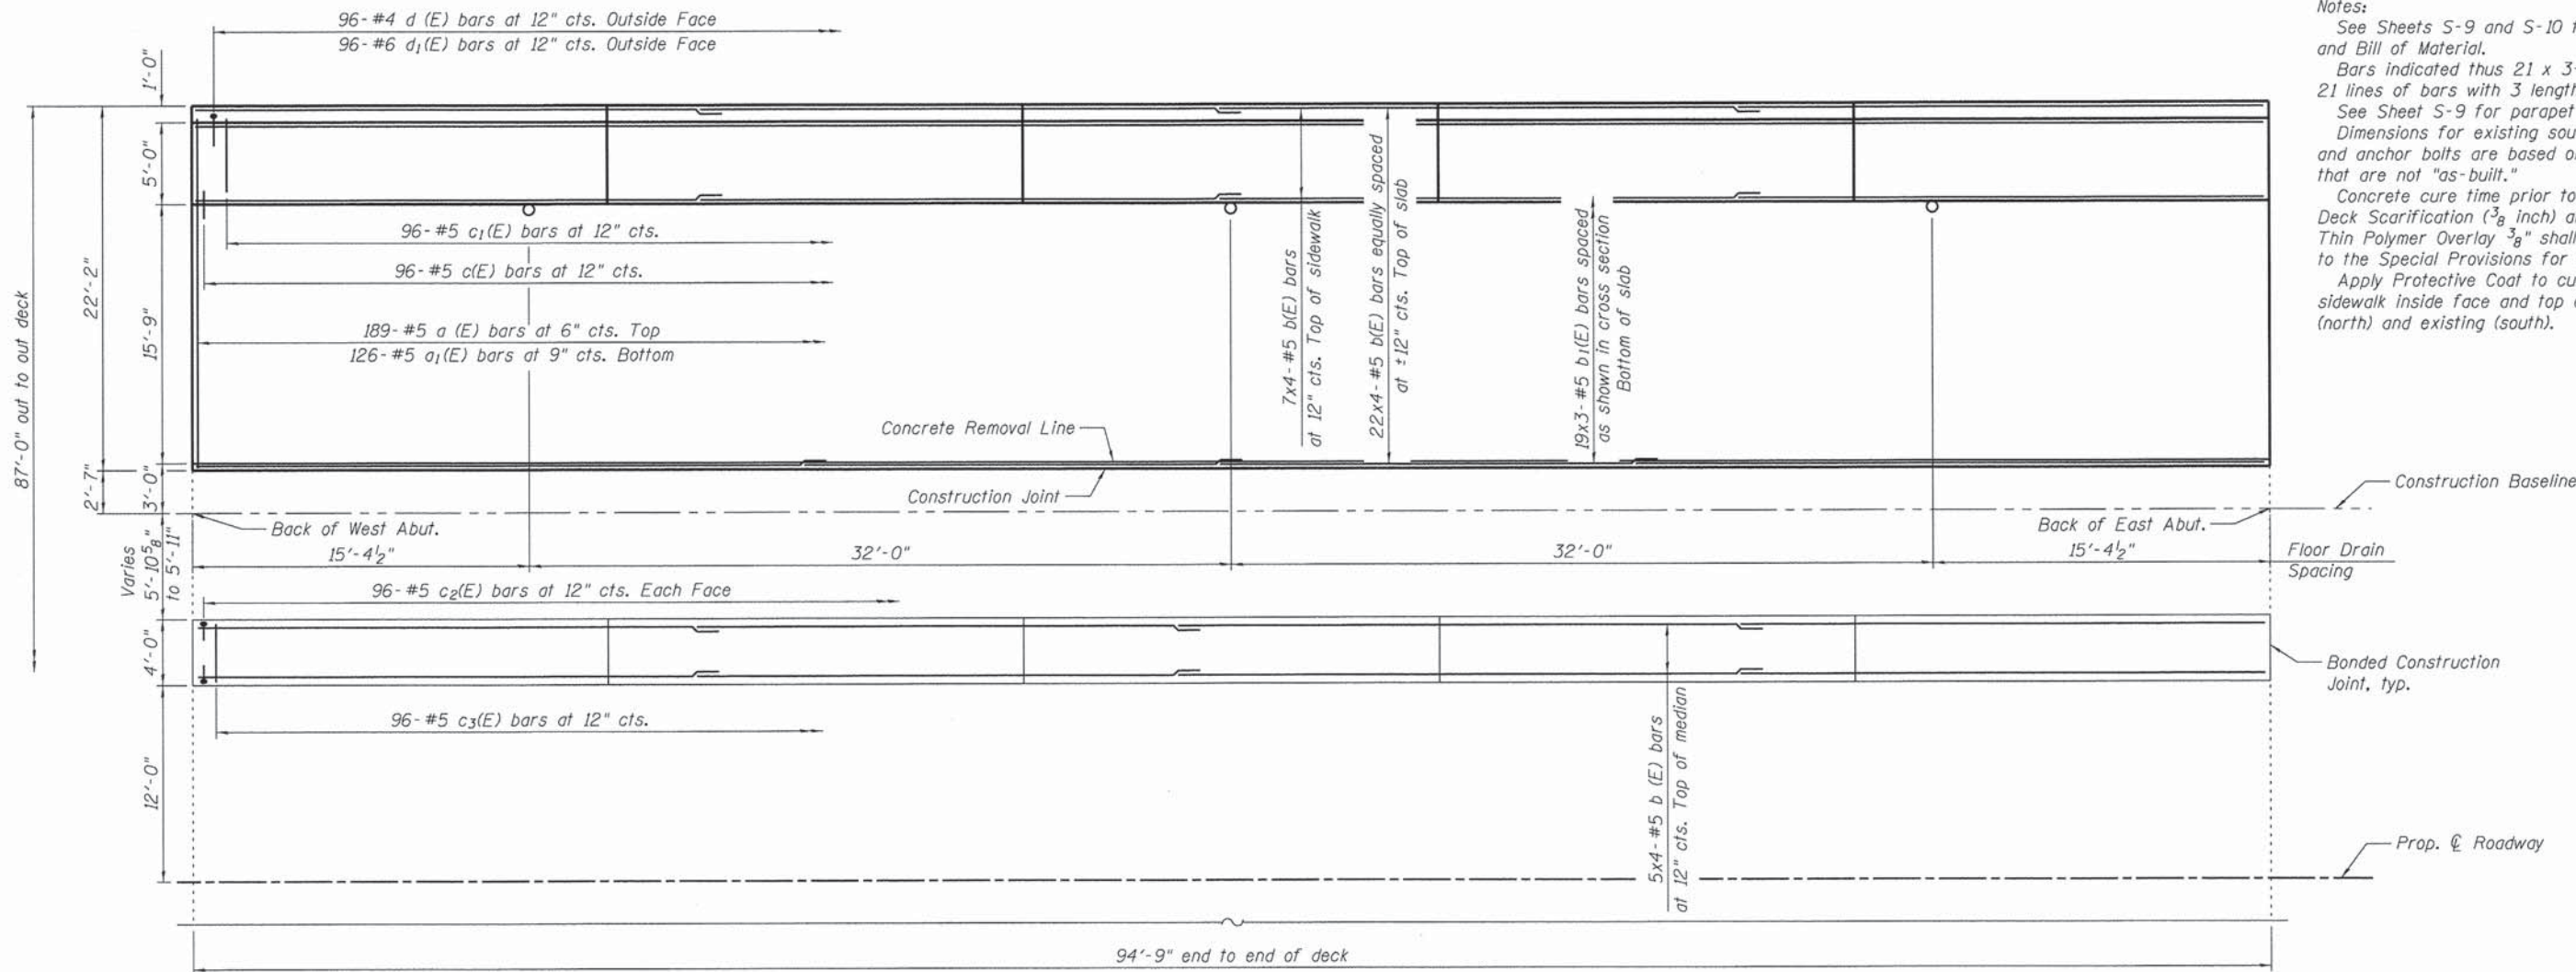 96-#4 d (E) bars at 12" cts. Outside Face
96-#6 d₁(E) bars at 12" cts. Outside Face
Notes:
See Sheets S-9 and S-10
and Bill of Material.
Bars indicated thus 21 x 3-
21 lines of bars with 3 length
See Sheet S-9 for parapet
Dimensions for existing
and anchor bolts are based
that are not "as-built."
Concrete cure time prior to
Deck Scarification (3/8 inch)
Thin Polymer Overlay 3/8" shall
to the Special Provisions for
Apply Protective Coat to
sidewalk inside face and top
(north) and existing (south).
1'-0"
5'-0"
15'-9"
3'-0"
22'-2"
2'-7"
87'-0" out to out deck
96-#5 c₁(E) bars at 12" cts.
96-#5 c(E) bars at 12" cts.
189-#5 a (E) bars at 6" cts. Top
126-#5 a₁(E) bars at 9" cts. Bottom
7x4-#5 b(E) bars
at 12" cts. Top of sidewalk
22x4-#5 b(E) bars equally spaced
at ±12" cts. Top of slab
19x3-#5 b₁(E) bars spaced
as shown in cross section
Bottom of slab
Concrete Removal Line
Construction Joint
Construction Baseline
Back of West Abut.
Back of East Abut.
15'-4½"
32'-0"
32'-0"
15'-4½"
Floor Drain
Spacing
Varies
5'-10⅝"
to 5'-11"
96-#5 c₂(E) bars at 12" cts. Each Face
4'-0"
Bonded Construction
Joint, typ.
96-#5 c₃(E) bars at 12" cts.
5x4-#5 b (E) bars
at 12" cts. Top of median
12'-0"
Prop. ℄ Roadway
94'-9" end to end of deck